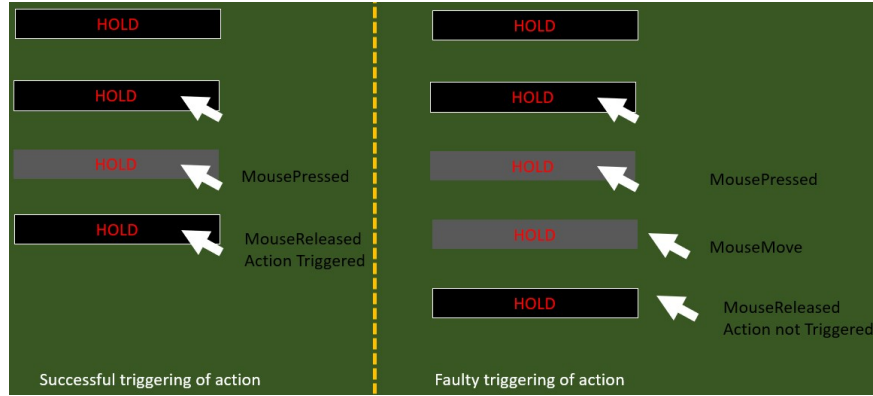 HOLD
HOLD
HOLD
MousePressed
HOLD
MouseReleased
Action Triggered
Successful triggering of action
HOLD
HOLD
HOLD
MousePressed
HOLD
MouseMove
HOLD
MouseReleased
Action not Triggered
Faulty triggering of action